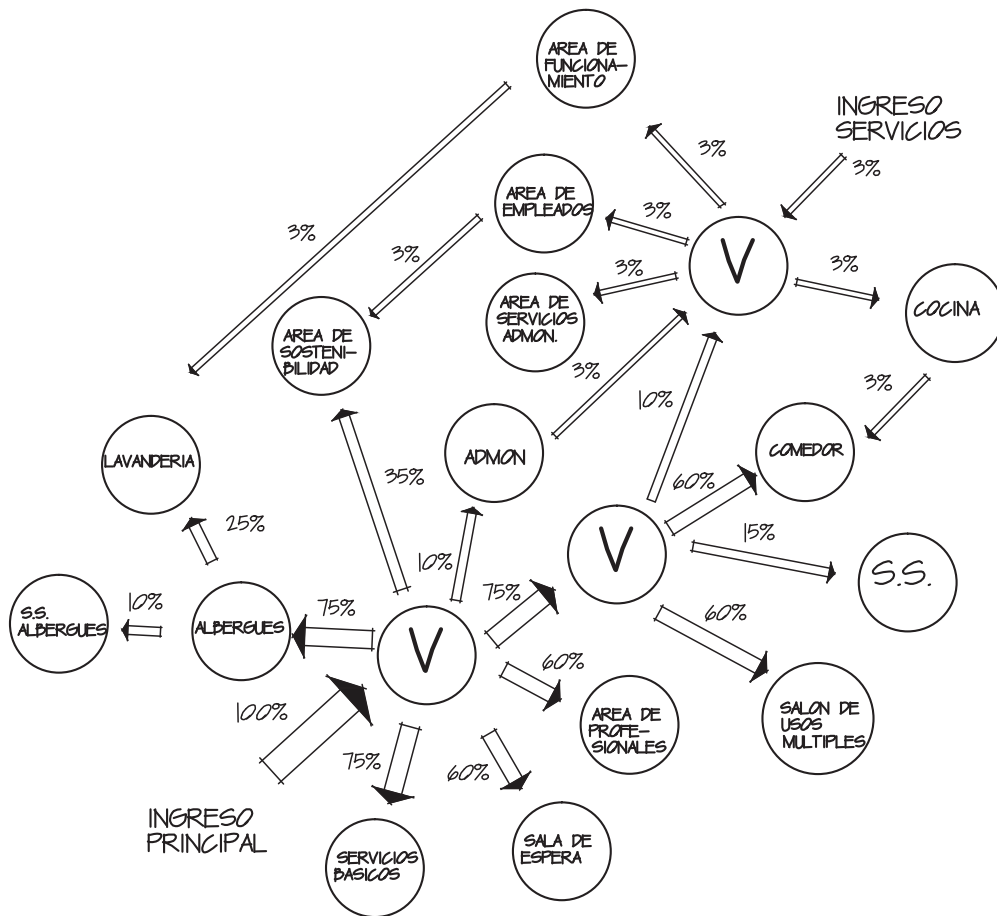 AREA DE
FUNCIONA-
MIENTO
INGRESO
SERVICIOS
3%
3%
AREA DE
EMPLEADOS
3%
V
3%
3%
3%
3%
AREA DE
SERVICIOS
ADMON.
COCINA
AREA DE
SOSTENI-
BILIDAD
3%
10%
3%
LAVANDERIA
ADMON
COMEDOR
35%
60%
25%
15%
V
10%
S.S.
S.S.
ALBERGUES
10%
ALBERGUES
75%
75%
60%
V
60%
100%
AREA DE
PROFE-
SIONALES
SALON DE
USOS
MULTIPLES
75%
60%
INGRESO
PRINCIPAL
SERVICIOS
BASICOS
SALA DE
ESPERA